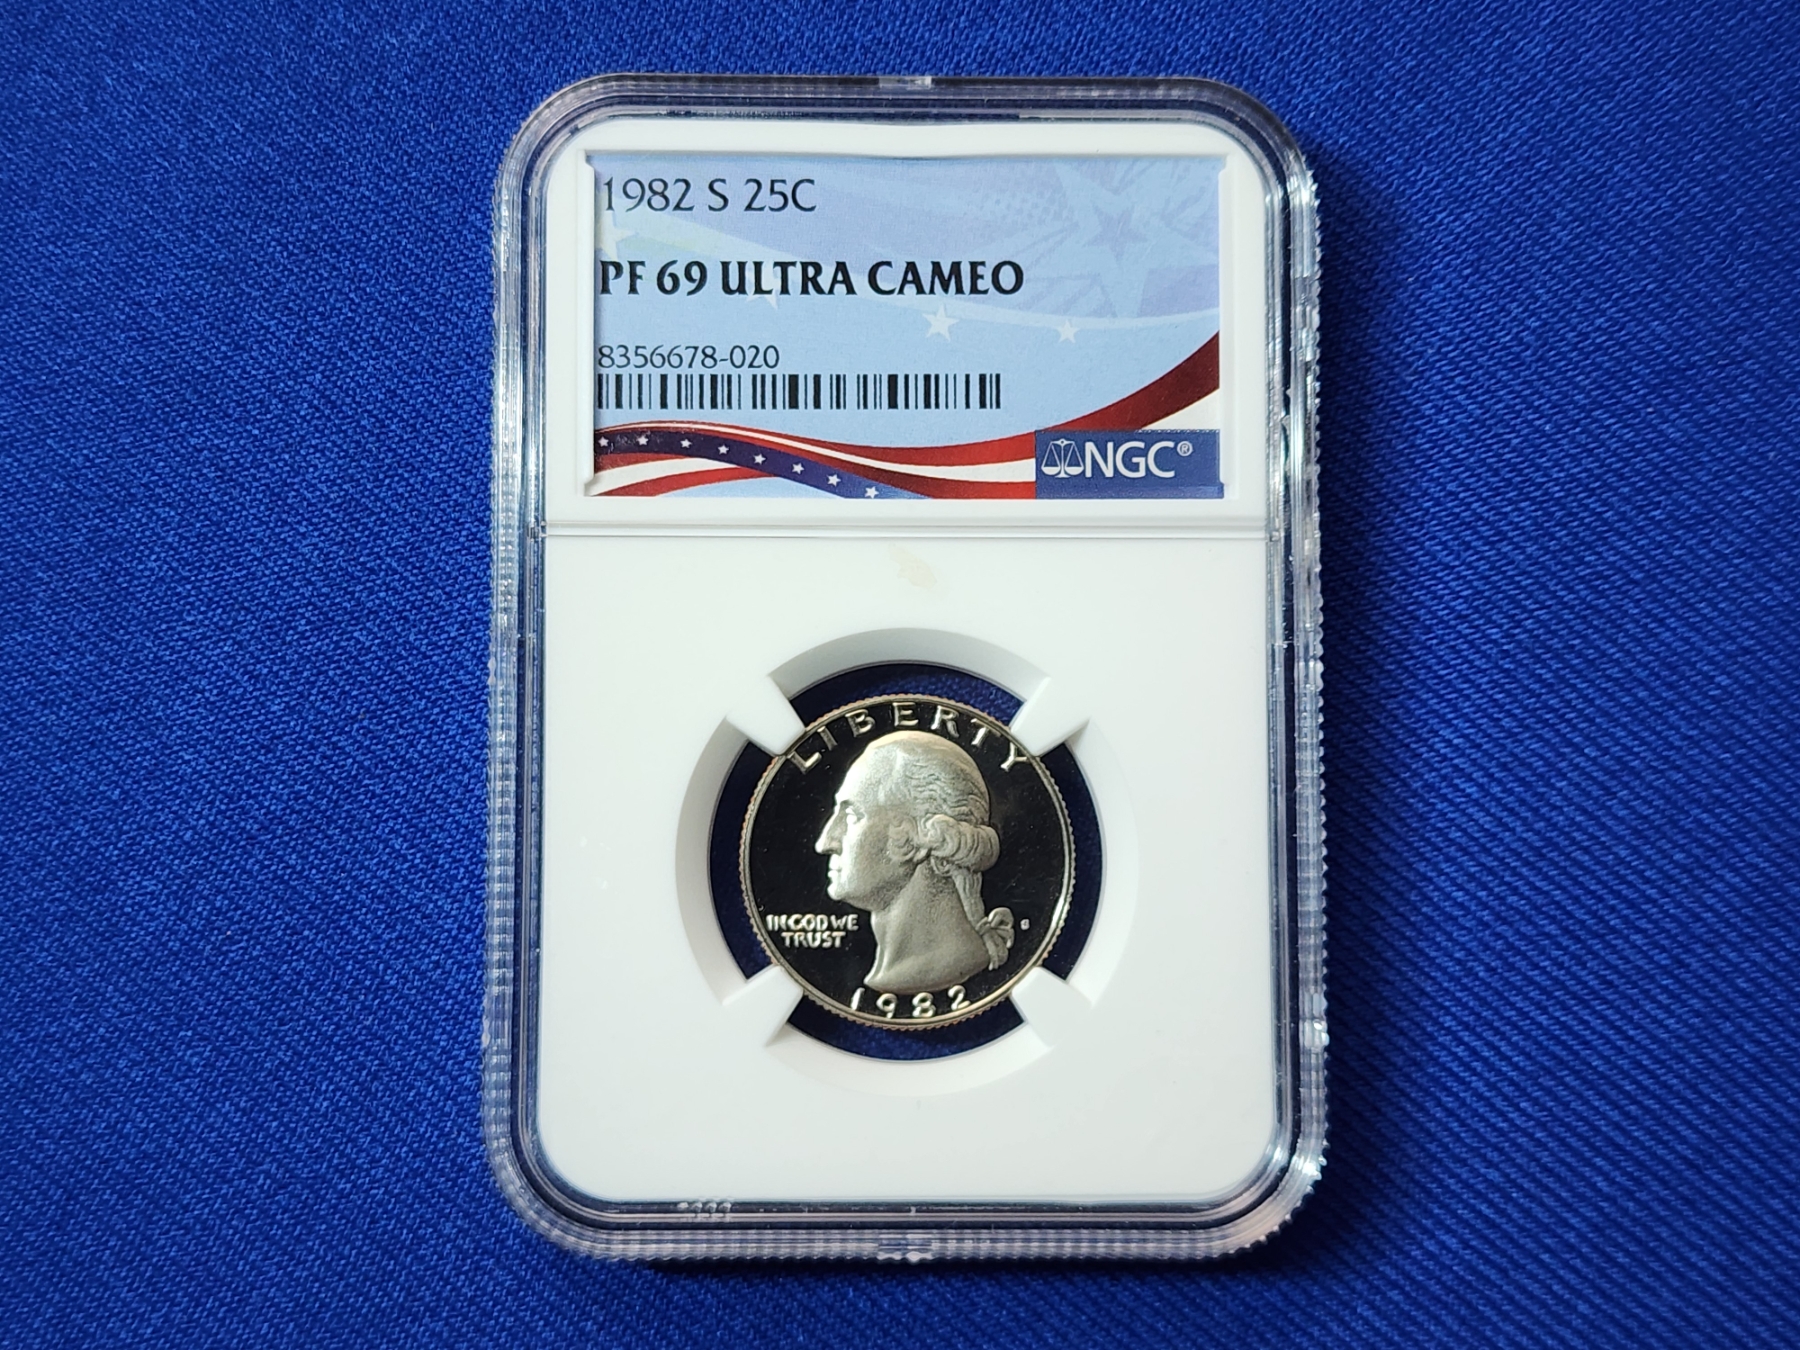 1982 S 25C
PF 69 ULTRA CAMEO
8356678-020
NGC®
LIBERTY
IN GOD WE
TRUST
S
1982